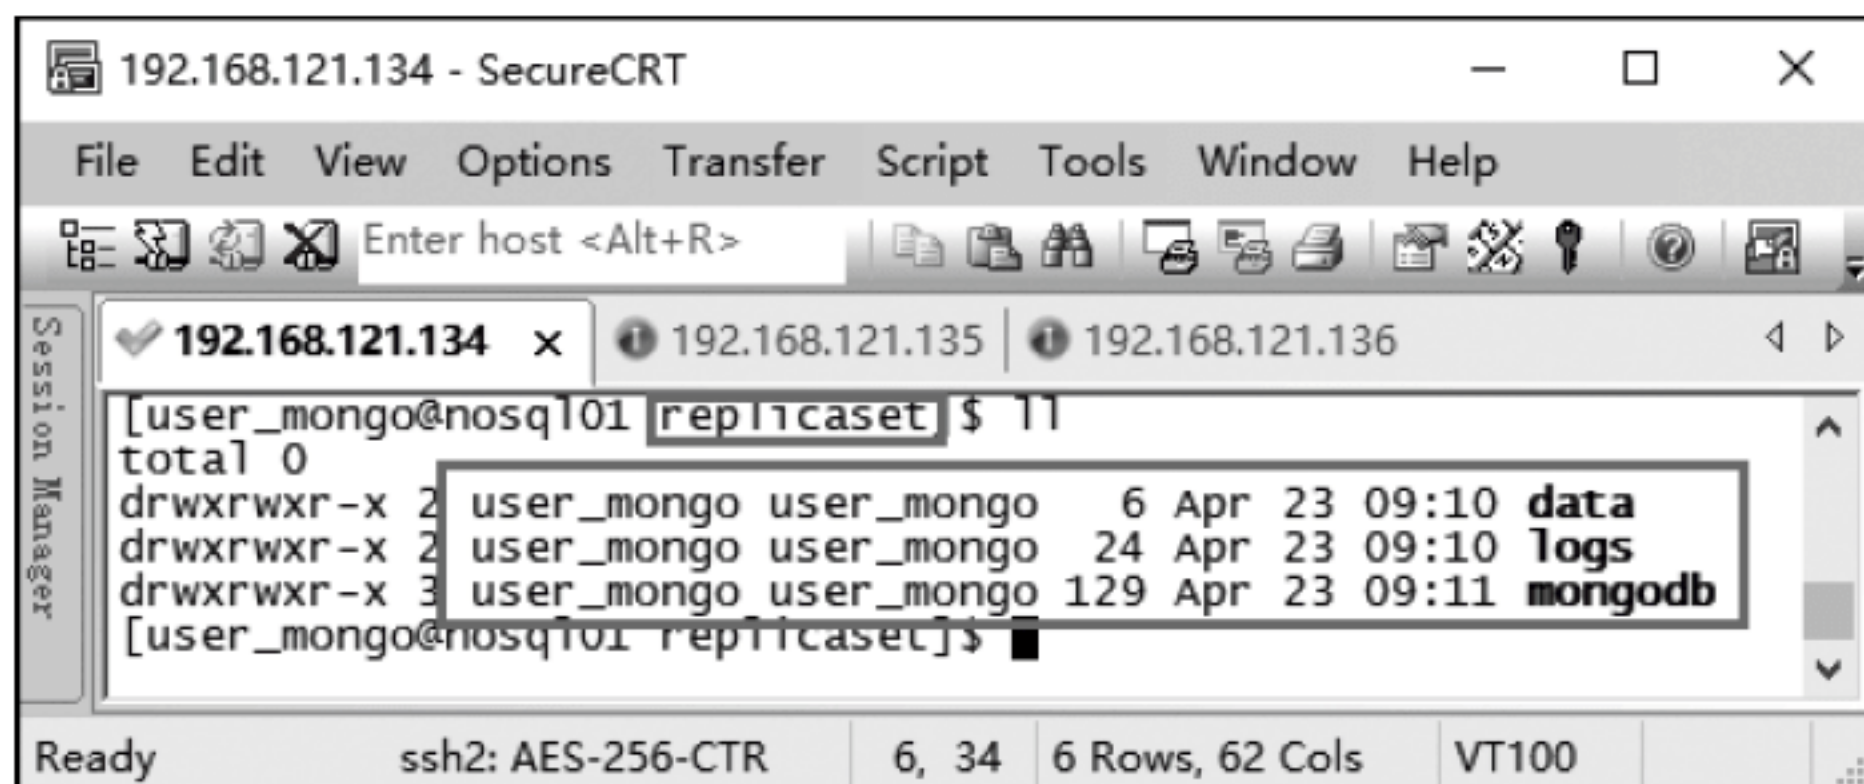 192.168.121.134 - SecureCRT
File Edit View Options Transfer Script Tools Window Help
Enter host <Alt+R>
Session Manager
192.168.121.134 x 192.168.121.135 192.168.121.136
[user_mongo@nosql01 replicaset]$ ll
total 0
drwxrwxr-x 2 user_mongo user_mongo 6 Apr 23 09:10 data
drwxrwxr-x 2 user_mongo user_mongo 24 Apr 23 09:10 logs
drwxrwxr-x 3 user_mongo user_mongo 129 Apr 23 09:11 mongodb
[user_mongo@nosql01 replicaset]$
Ready ssh2: AES-256-CTR 6, 34 6 Rows, 62 Cols VT100